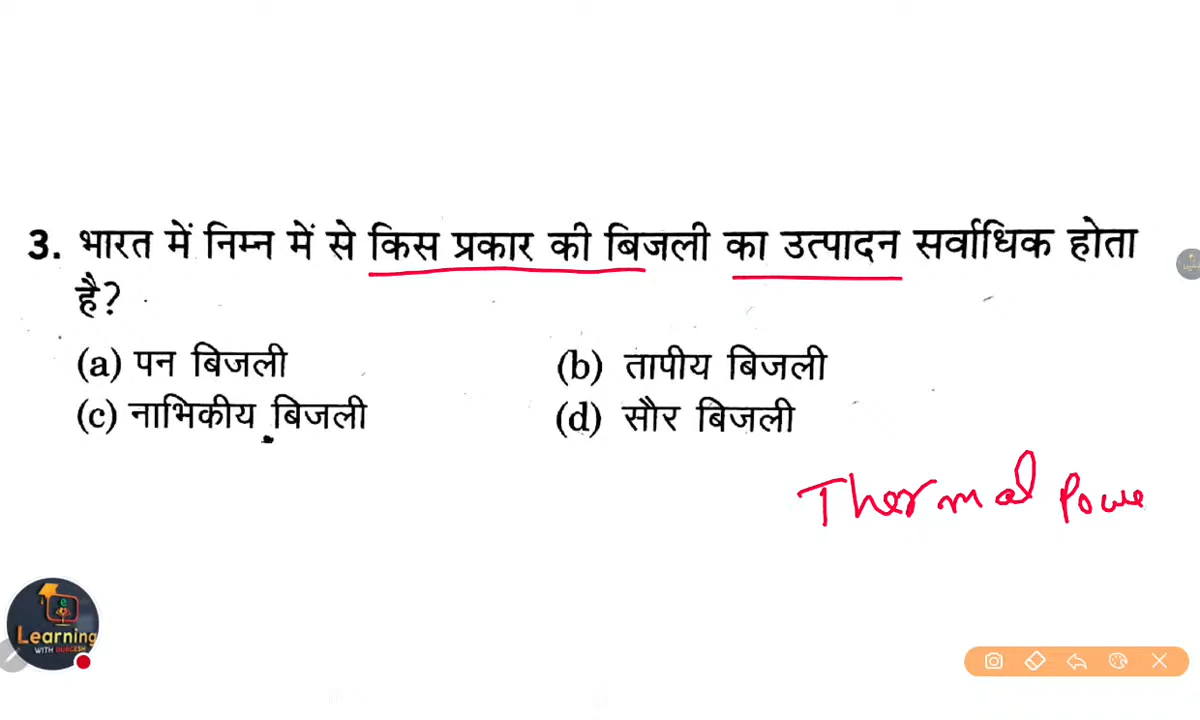 3. भारत में निम्न में से किस प्रकार की बिजली का उत्पादन सर्वाधिक होता
है?
(a) पन बिजली (b) तापीय बिजली
(c) नाभिकीय बिजली (d) सौर बिजली
Thermal Powe
Learning
WITH DURGESH